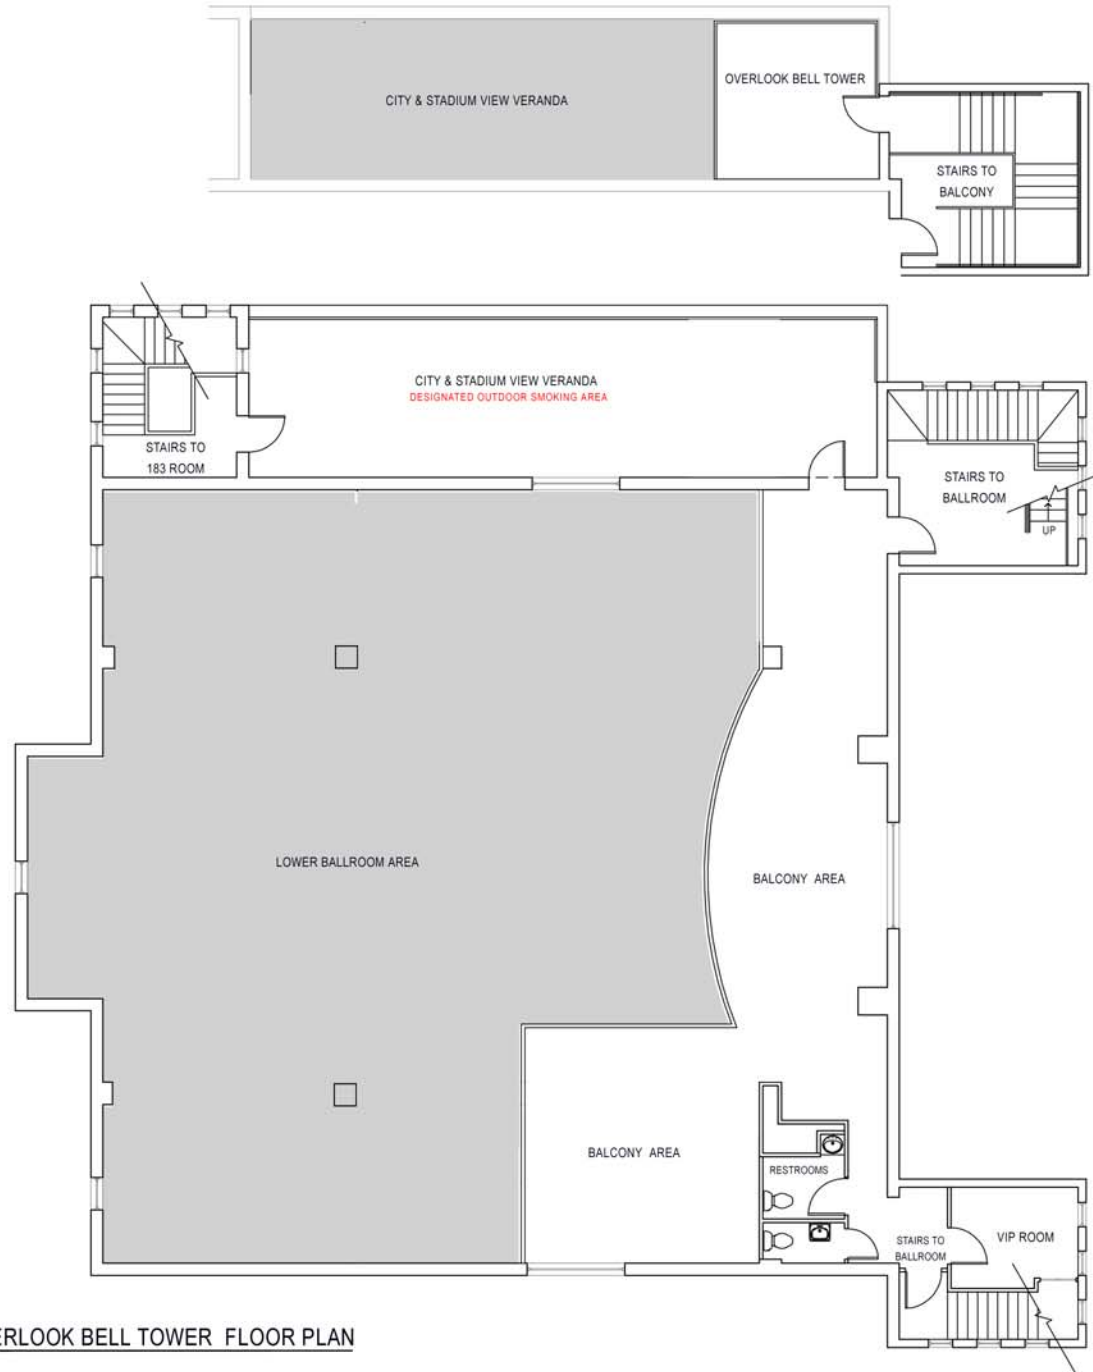 CITY & STADIUM VIEW VERANDA
OVERLOOK BELL TOWER
STAIRS TO
BALCONY
CITY & STADIUM VIEW VERANDA
DESIGNATED OUTDOOR SMOKING AREA
STAIRS TO
183 ROOM
STAIRS TO
BALLROOM
UP
LOWER BALLROOM AREA
BALCONY AREA
BALCONY AREA
RESTROOMS
STAIRS TO
BALLROOM
VIP ROOM
ERLOOK BELL TOWER FLOOR PLAN